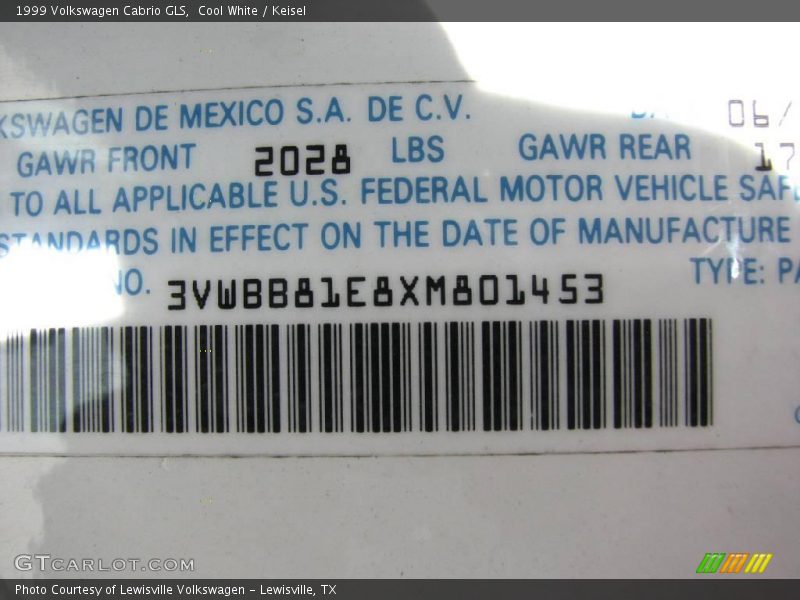 1999 Volkswagen Cabrio GLS,  Cool White / Keisel
KSWAGEN DE MEXICO S.A. DE C.V. 06/
GAWR FRONT 2028 LBS GAWR REAR 17
TO ALL APPLICABLE U.S. FEDERAL MOTOR VEHICLE SAFE
STANDARDS IN EFFECT ON THE DATE OF MANUFACTURE
NO. 3VWBB81E8XM801453 TYPE: PA
GTCARLOT.COM
Photo Courtesy of Lewisville Volkswagen - Lewisville, TX